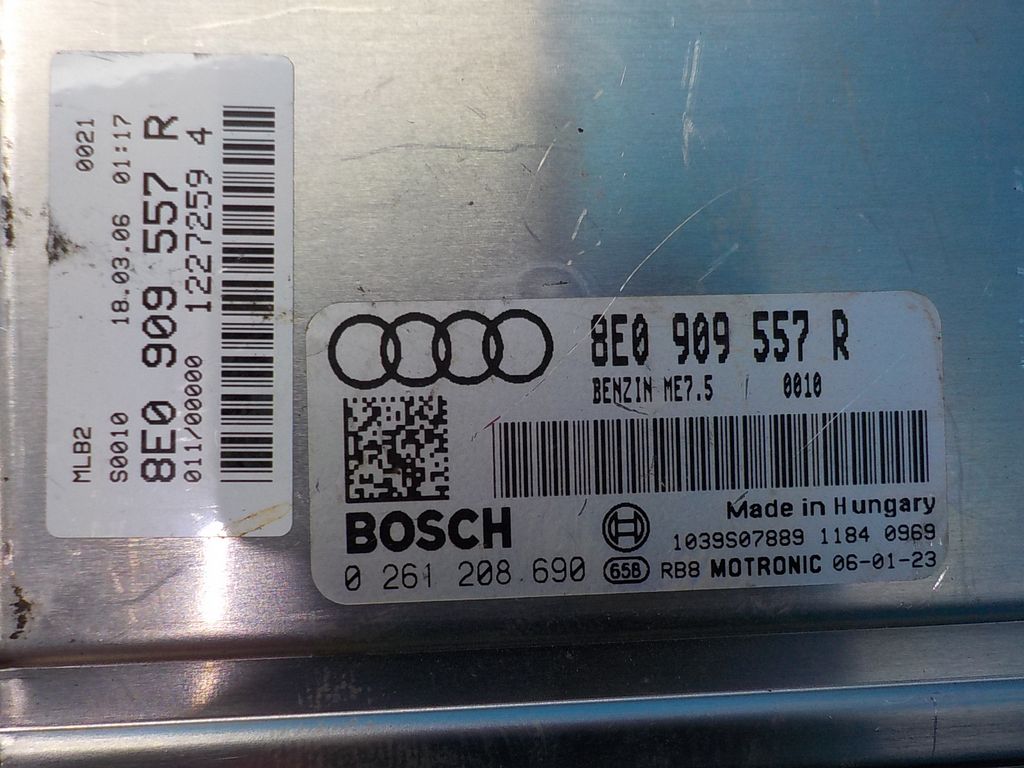 MLB2 0021
S0010 18.03.06 01:17
8E0 909 557 R
011/00000 1227259 4
8E0 909 557 R
BENZIN ME7.5 0010
Made in Hungary
BOSCH
1039S07889 1184 0969
0 261 208 690 658 RB8 MOTRONIC 06-01-23